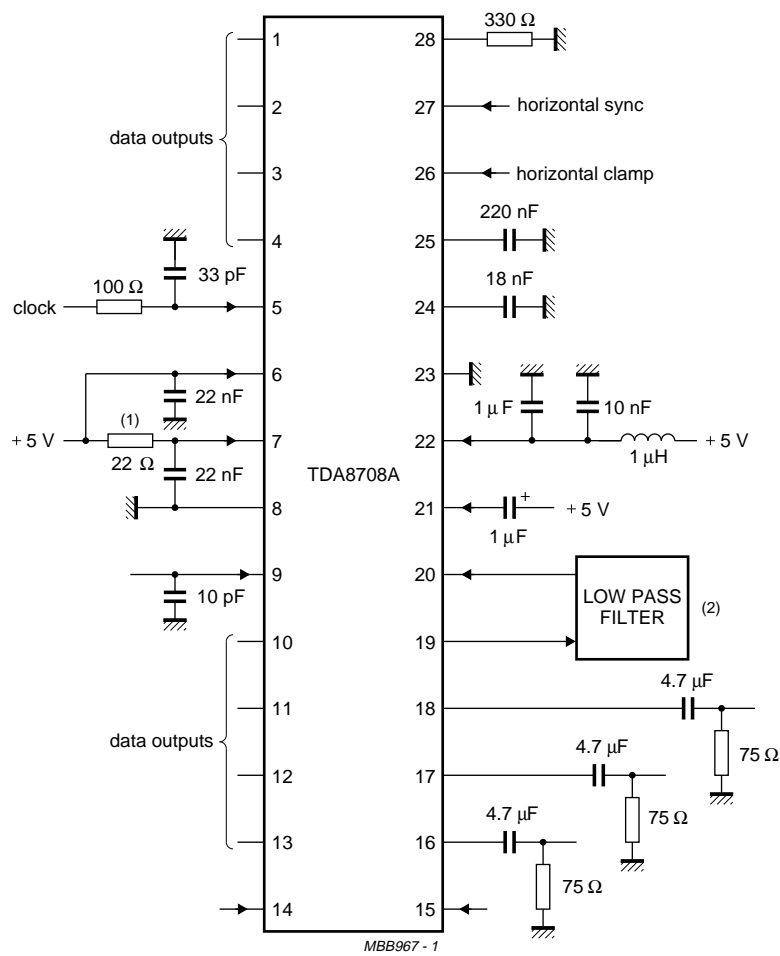 330 Ω
1
28
2
27
horizontal sync
data outputs
3
26
horizontal clamp
220 nF
4
25
33 pF
18 nF
100 Ω
clock
5
24
6
23
22 nF
1 μF
10 nF
(1)
+ 5 V
7
22
+ 5 V
22 Ω
1 μH
22 nF
TDA8708A
8
21
+
+ 5 V
1 μF
9
20
10 pF
LOW PASS
FILTER
(2)
10
19
4.7 μF
11
18
data outputs
4.7 μF
75 Ω
12
17
4.7 μF
75 Ω
13
16
75 Ω
14
15
MBB967 - 1